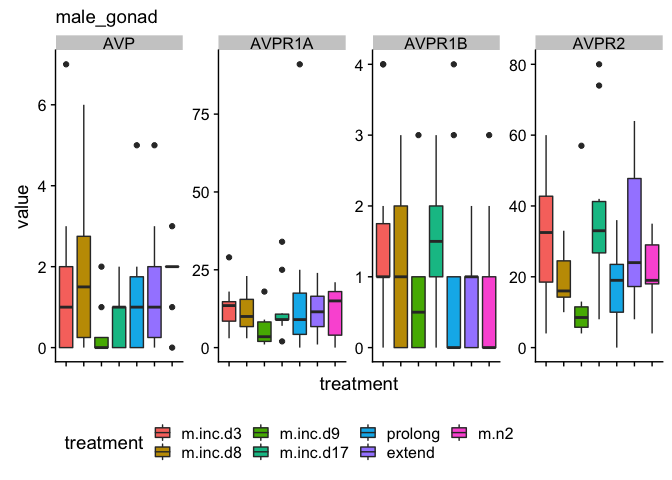 male_gonad
AVP AVPR1A AVPR1B AVPR2
value
0 2 4 6
0 25 50 75
0 1 2 3 4
0 20 40 60 80
treatment
treatment m.inc.d3 m.inc.d9 prolong m.n2
m.inc.d8 m.inc.d17 extend